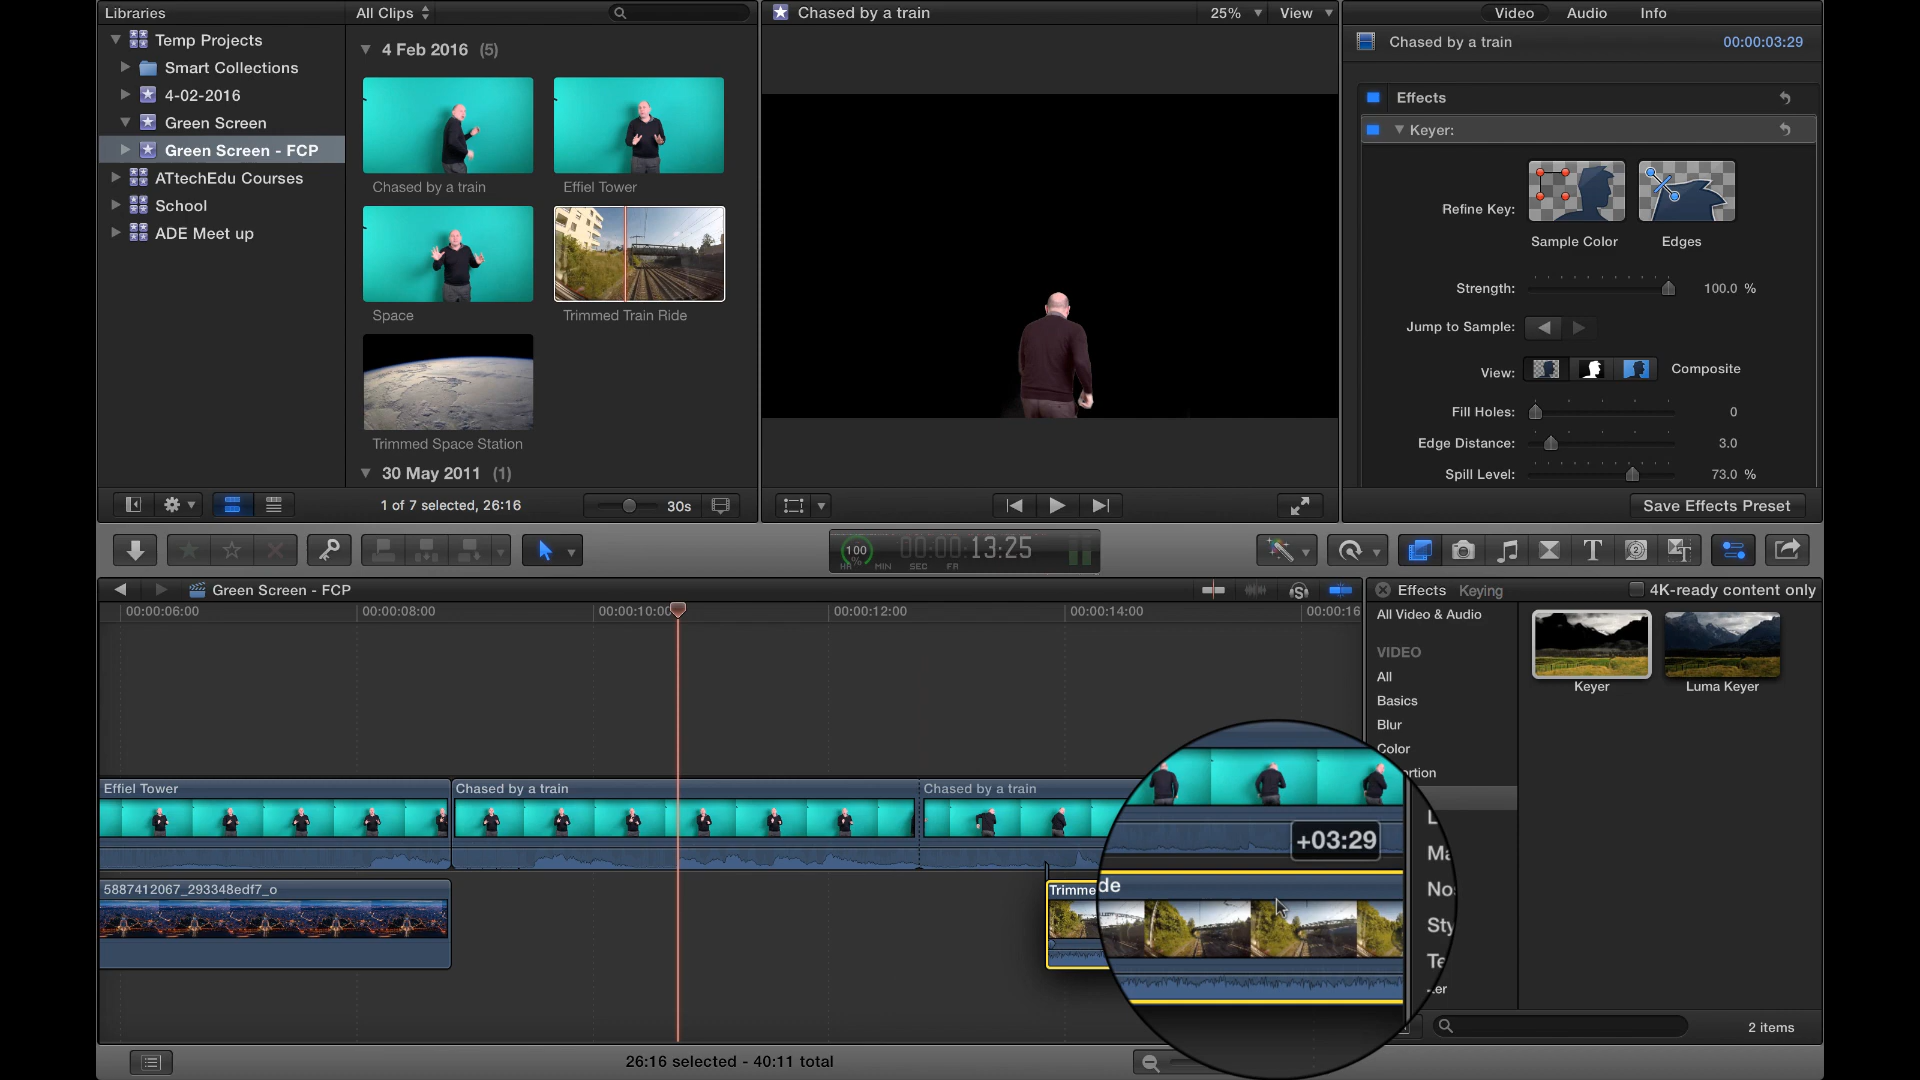 Libraries
Temp Projects
Smart Collections
4-02-2016
Green Screen
Green Screen - FCP
ATtechEdu Courses
School
ADE Meet up
All Clips
4 Feb 2016 (5)
Chased by a train
Effiel Tower
Space
Trimmed Train Ride
Trimmed Space Station
30 May 2011 (1)
1 of 7 selected, 26:16
30s
Chased by a train
25%
View
Video
Audio
Info
Chased by a train
00:00:03:29
Effects
Keyer:
Refine Key:
Sample Color
Edges
Strength:
100.0 %
Jump to Sample:
View:
Composite
Fill Holes:
0
Edge Distance:
3.0
Spill Level:
73.0 %
Save Effects Preset
100
%
00:00:13:25
HR MIN SEC FR
Green Screen - FCP
00:00:06:00
00:00:08:00
00:00:10:00
00:00:12:00
00:00:14:00
00:00:16
Effiel Tower
Chased by a train
Chased by a train
5887412067_293348edf7_o
Trimme
de
+03:29
Effects
Keying
4K-ready content only
All Video & Audio
VIDEO
All
Basics
Blur
Color
ortion
L
Ma
No
Sty
Te
Keyer
Luma Keyer
2 items
26:16 selected - 40:11 total